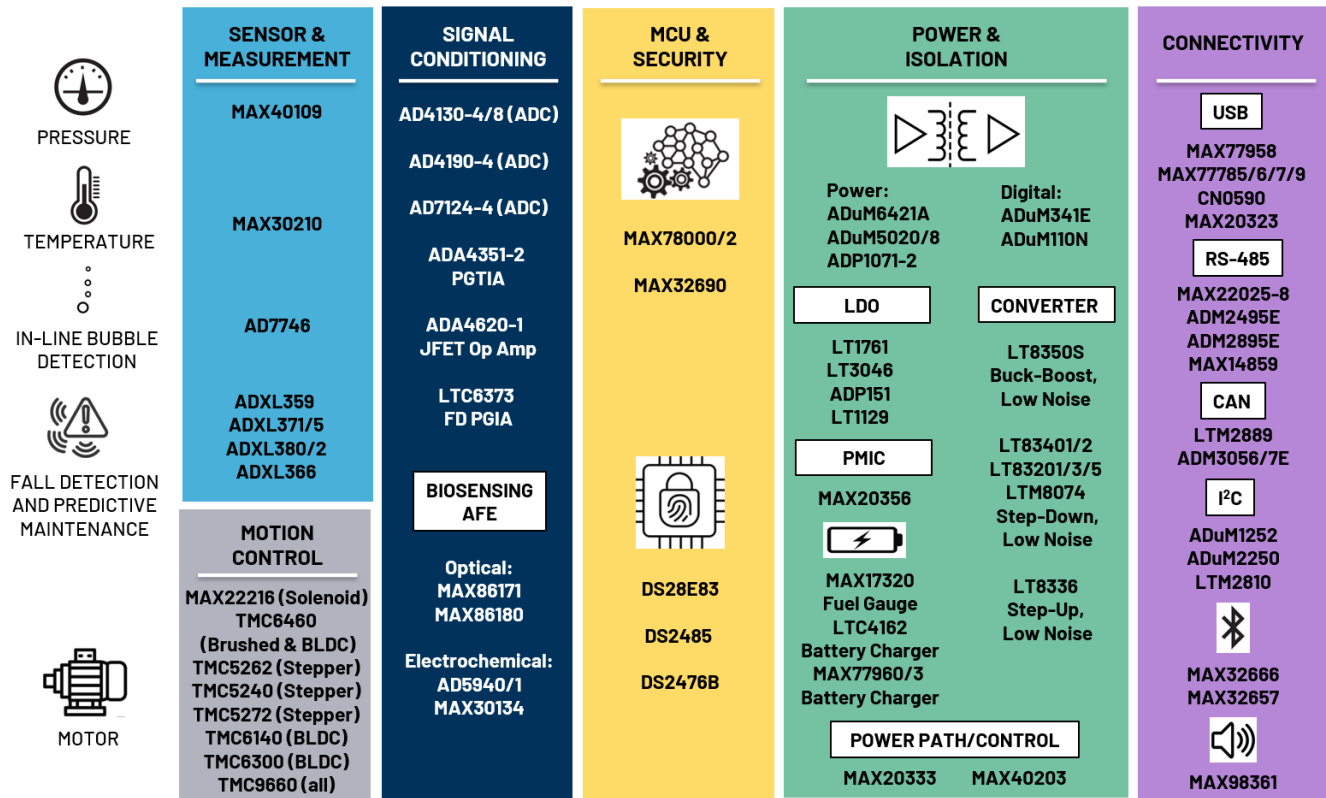 PRESSURE
TEMPERATURE
IN-LINE BUBBLE
DETECTION
FALL DETECTION
AND PREDICTIVE
MAINTENANCE
MOTOR
SENSOR &
MEASUREMENT
MAX40109
MAX30210
AD7746
ADXL359
ADXL371/5
ADXL380/2
ADXL366
MOTION
CONTROL
MAX22216 (Solenoid)
TMC6460
(Brushed & BLDC)
TMC5262 (Stepper)
TMC5240 (Stepper)
TMC5272 (Stepper)
TMC6140 (BLDC)
TMC6300 (BLDC)
TMC9660 (all)
SIGNAL
CONDITIONING
AD4130-4/8 (ADC)
AD4190-4 (ADC)
AD7124-4 (ADC)
ADA4351-2
PGTIA
ADA4620-1
JFET Op Amp
LTC6373
FD PGIA
BIOSENSING
AFE
Optical:
MAX86171
MAX86180
Electrochemical:
AD5940/1
MAX30134
MCU &
SECURITY
MAX78000/2
MAX32690
DS28E83
DS2485
DS2476B
POWER &
ISOLATION
Power:
ADuM6421A
ADuM5020/8
ADP1071-2
Digital:
ADuM341E
ADuM110N
LDO
LT1761
LT3046
ADP151
LT1129
PMIC
MAX20356
MAX17320
Fuel Gauge
LTC4162
Battery Charger
MAX77960/3
Battery Charger
CONVERTER
LT8350S
Buck-Boost,
Low Noise
LT83401/2
LT83201/3/5
LTM8074
Step-Down,
Low Noise
LT8336
Step-Up,
Low Noise
POWER PATH/CONTROL
MAX20333 MAX40203
CONNECTIVITY
USB
MAX77958
MAX77785/6/7/9
CN0590
MAX20323
RS-485
MAX22025-8
ADM2495E
ADM2895E
MAX14859
CAN
LTM2889
ADM3056/7E
I²C
ADuM1252
ADuM2250
LTM2810
MAX32666
MAX32657
MAX98361